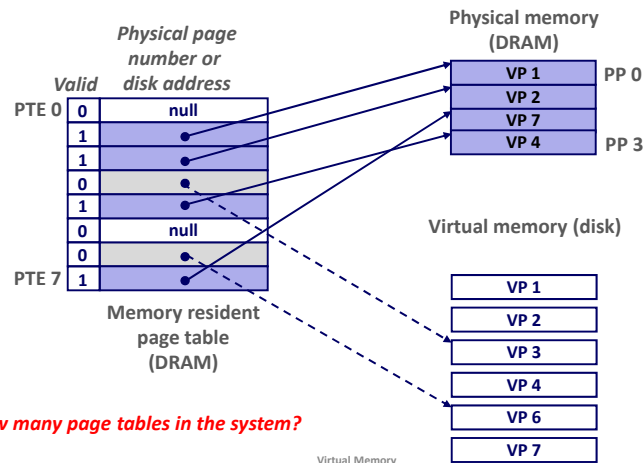 Physical memory
(DRAM)
Physical page
number or
disk address
Valid
PTE 0
0
null
1
1
0
1
0
null
0
PTE 7
1
Memory resident
page table
(DRAM)
VP 1
PP 0
VP 2
VP 7
VP 4
PP 3
Virtual memory (disk)
VP 1
VP 2
VP 3
VP 4
VP 6
VP 7
many page tables in the system?
Virtual Memory